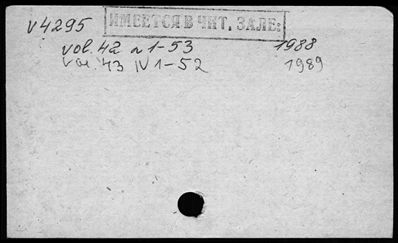 ИМЕЕТСЯ В ЧИТ. ЗАЛЕ:
V4295
vol. 42 N 1-53 1988
vol. 43 N 1-52 1989